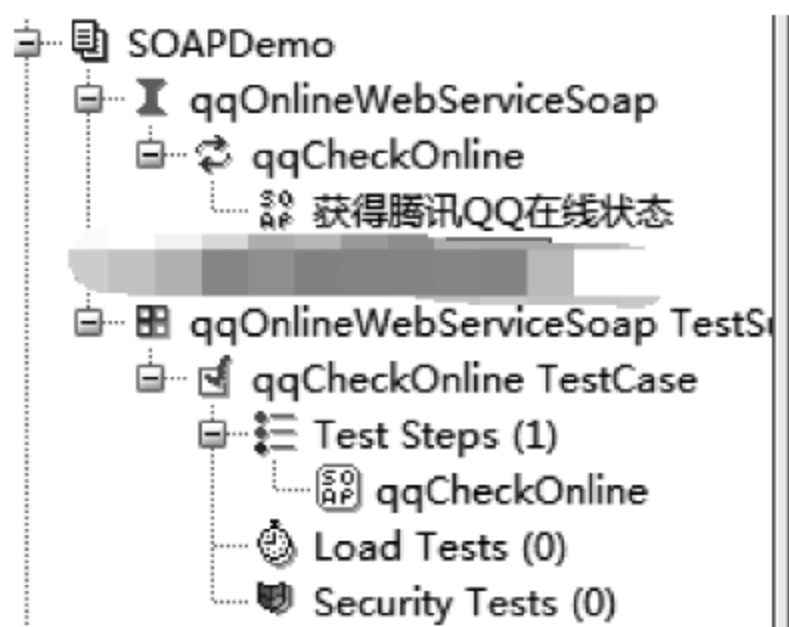 SOAPDemo
qqOnlineWebServiceSoap
qqCheckOnline
获得腾讯QQ在线状态
qqOnlineWebServiceSoap TestSu
qqCheckOnline TestCase
Test Steps (1)
qqCheckOnline
Load Tests (0)
Security Tests (0)